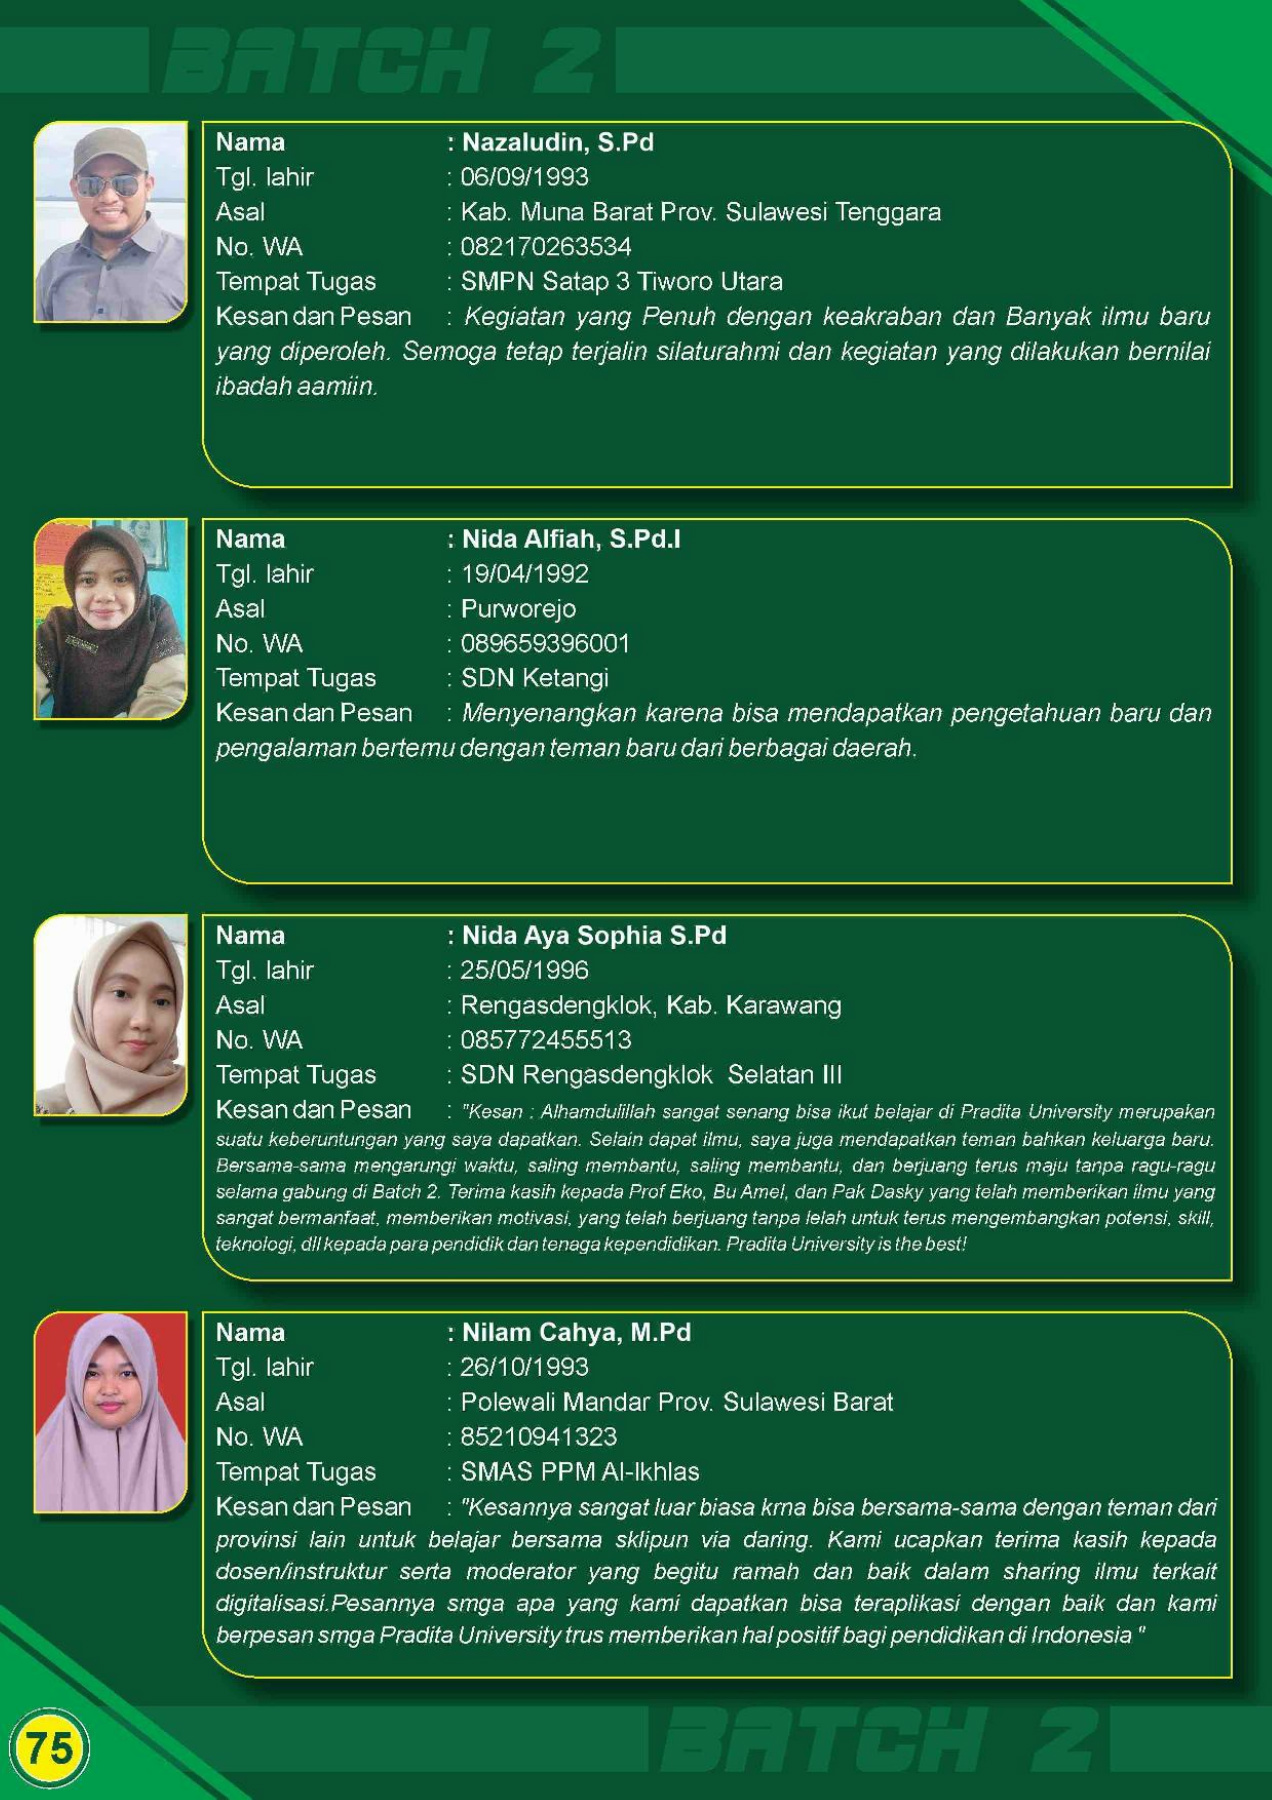 BATCH 2
Nama : Nazaludin, S.Pd
Tgl. lahir : 06/09/1993
Asal : Kab. Muna Barat Prov. Sulawesi Tenggara
No. WA : 082170263534
Tempat Tugas : SMPN Satap 3 Tiworo Utara
Kesan dan Pesan : Kegiatan yang Penuh dengan keakraban dan Banyak ilmu baru
yang diperoleh. Semoga tetap terjalin silaturahmi dan kegiatan yang dilakukan bernilai
ibadah aamiin.
Nama : Nida Alfiah, S.Pd.I
Tgl. lahir : 19/04/1992
Asal : Purworejo
No. WA : 089659396001
Tempat Tugas : SDN Ketangi
Kesan dan Pesan : Menyenangkan karena bisa mendapatkan pengetahuan baru dan
pengalaman bertemu dengan teman baru dari berbagai daerah.
Nama : Nida Aya Sophia S.Pd
Tgl. lahir : 25/05/1996
Asal : Rengasdengklok, Kab. Karawang
No. WA : 085772455513
Tempat Tugas : SDN Rengasdengklok Selatan III
Kesan dan Pesan : "Kesan : Alhamdulillah sangat senang bisa ikut belajar di Pradita University merupakan
suatu keberuntungan yang saya dapatkan. Selain dapat ilmu, saya juga mendapatkan teman bahkan keluarga baru.
Bersama-sama mengarungi waktu, saling membantu, saling membantu, dan berjuang terus maju tanpa ragu-ragu
selama gabung di Batch 2. Terima kasih kepada Prof Eko, Bu Amel, dan Pak Dasky yang telah memberikan ilmu yang
sangat bermanfaat, memberikan motivasi, yang telah berjuang tanpa lelah untuk terus mengembangkan potensi, skill,
teknologi, dll kepada para pendidik dan tenaga kependidikan. Pradita University is the best!
Nama : Nilam Cahya, M.Pd
Tgl. lahir : 26/10/1993
Asal : Polewali Mandar Prov. Sulawesi Barat
No. WA : 85210941323
Tempat Tugas : SMAS PPM Al-Ikhlas
Kesan dan Pesan : "Kesannya sangat luar biasa krna bisa bersama-sama dengan teman dari
provinsi lain untuk belajar bersama sklipun via daring. Kami ucapkan terima kasih kepada
dosen/instruktur serta moderator yang begitu ramah dan baik dalam sharing ilmu terkait
digitalisasi.Pesannya smga apa yang kami dapatkan bisa teraplikasi dengan baik dan kami
berpesan smga Pradita University trus memberikan hal positif bagi pendidikan di Indonesia "
75
BATCH 2